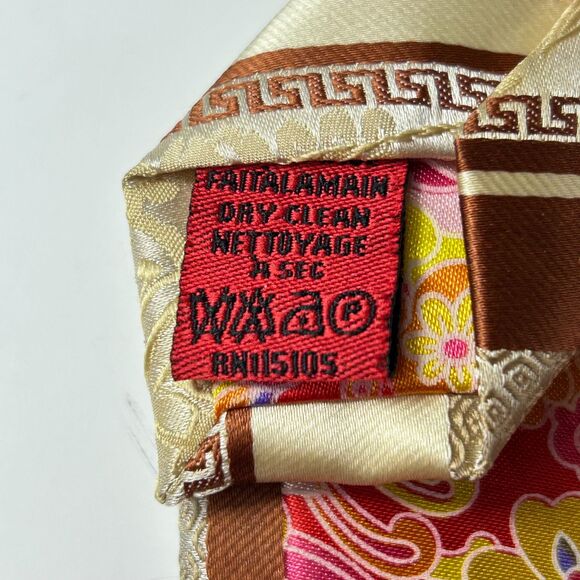 FAITALAMAIN
DRY CLEAN
NETTOYAGE
A SEC
P
RN115105